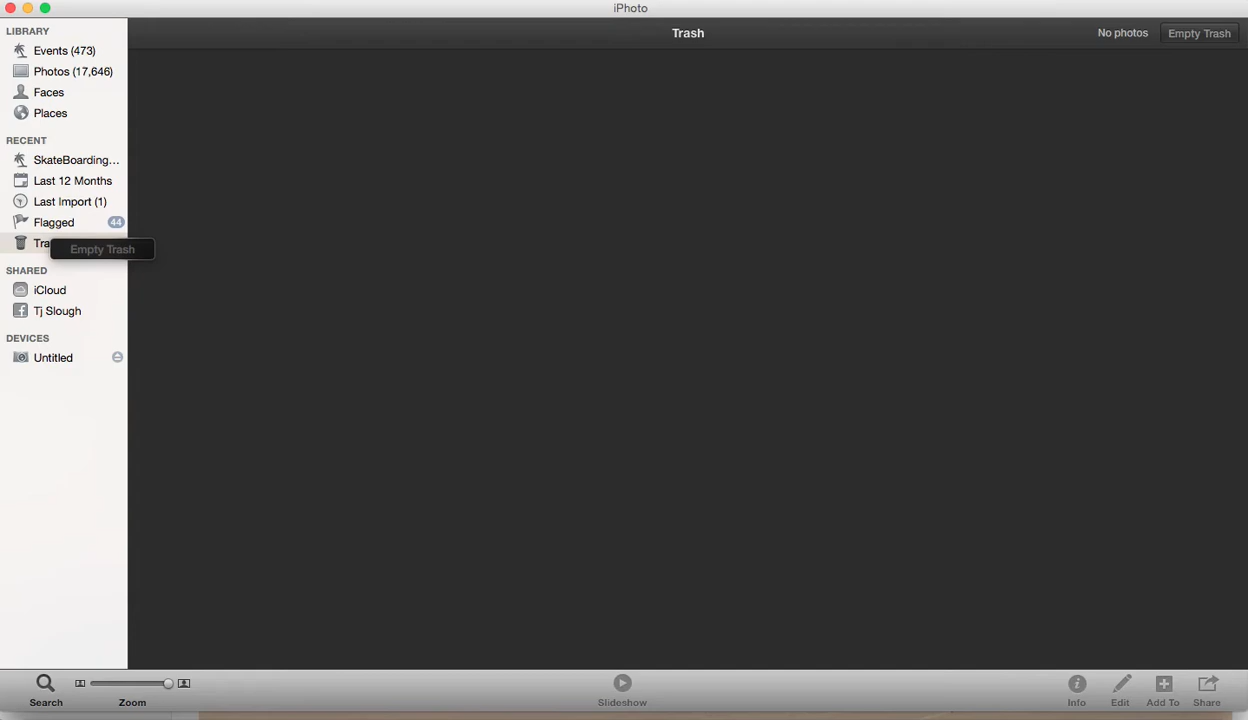 iPhoto
LIBRARY
Events (473)
Photos (17,646)
Faces
Places
RECENT
SkateBoarding...
Last 12 Months
Last Import (1)
Flagged 44
Tra
Empty Trash
SHARED
iCloud
Tj Slough
DEVICES
Untitled
Trash
No photos
Empty Trash
Search
Zoom
Slideshow
Info
Edit
Add To
Share